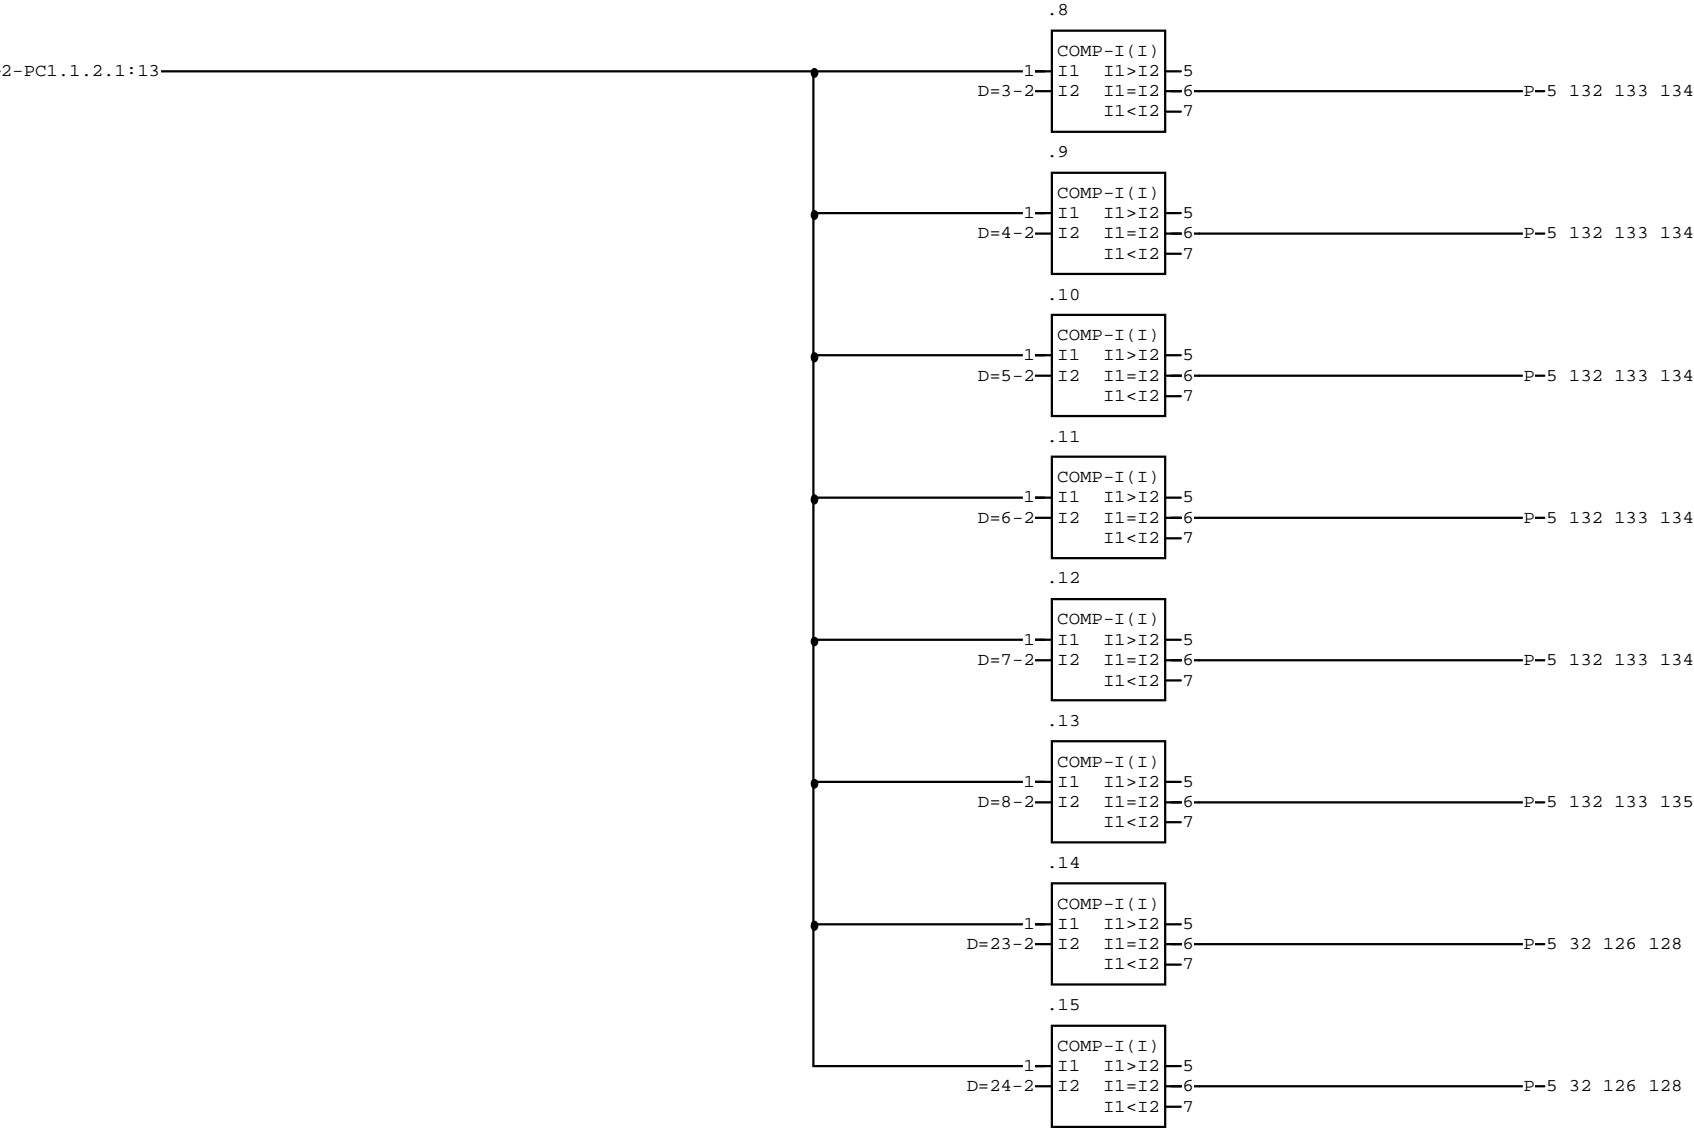 .8
COMP-I(I)
2-PC1.1.2.1:13 1 I1 I1>I2 5
D=3-2 I2 I1=I2 6 P-5 132 133 134
I1<I2 7
.9
COMP-I(I)
1 I1 I1>I2 5
D=4-2 I2 I1=I2 6 P-5 132 133 134
I1<I2 7
.10
COMP-I(I)
1 I1 I1>I2 5
D=5-2 I2 I1=I2 6 P-5 132 133 134
I1<I2 7
.11
COMP-I(I)
1 I1 I1>I2 5
D=6-2 I2 I1=I2 6 P-5 132 133 134
I1<I2 7
.12
COMP-I(I)
1 I1 I1>I2 5
D=7-2 I2 I1=I2 6 P-5 132 133 134
I1<I2 7
.13
COMP-I(I)
1 I1 I1>I2 5
D=8-2 I2 I1=I2 6 P-5 132 133 135
I1<I2 7
.14
COMP-I(I)
1 I1 I1>I2 5
D=23-2 I2 I1=I2 6 P-5 32 126 128
I1<I2 7
.15
COMP-I(I)
1 I1 I1>I2 5
D=24-2 I2 I1=I2 6 P-5 32 126 128
I1<I2 7